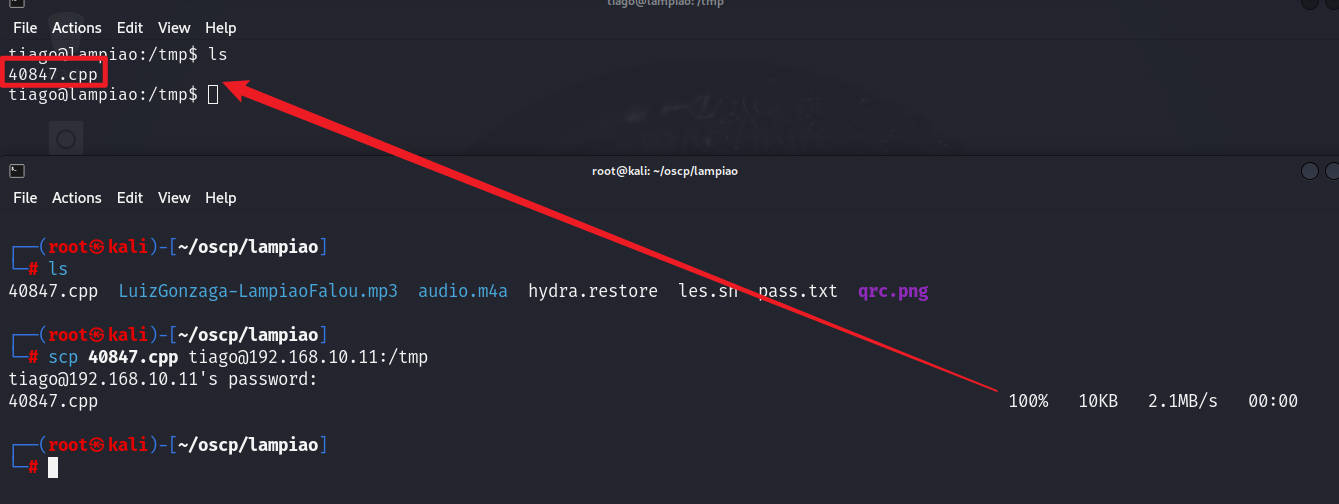 tiago@lampiao: /tmp
File Actions Edit View Help
tiago@lampiao:/tmp$ ls
40847.cpp
tiago@lampiao:/tmp$
root@kali: ~/oscp/lampiao
File Actions Edit View Help
┌──(root㉿kali)-[~/oscp/lampiao]
└─# ls
40847.cpp LuizGonzaga-LampiaoFalou.mp3 audio.m4a hydra.restore les.sh pass.txt qrc.png
┌──(root㉿kali)-[~/oscp/lampiao]
└─# scp 40847.cpp tiago@192.168.10.11:/tmp
tiago@192.168.10.11's password:
40847.cpp 100% 10KB 2.1MB/s 00:00
┌──(root㉿kali)-[~/oscp/lampiao]
└─#